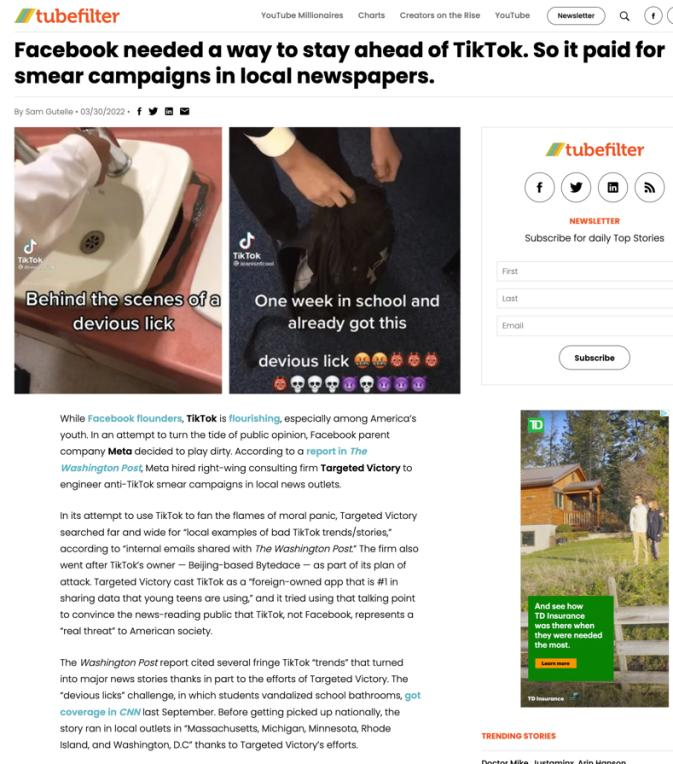 tubefilter
YouTube Millionaires Charts Creators on the Rise YouTube Newsletter
Facebook needed a way to stay ahead of TikTok. So it paid for
smear campaigns in local newspapers.
By Sam Gutelle • 03/30/2022 •
TikTok
Behind the scenes of a
devious lick
TikTok
One week in school and
already got this
devious lick 🤬🤬👹👹👹
👹💀💀💀😈💀😈😈😈
tubefilter
NEWSLETTER
Subscribe for daily Top Stories
First
Last
Email
Subscribe
While Facebook flounders, TikTok is flourishing, especially among America's
youth. In an attempt to turn the tide of public opinion, Facebook parent
company Meta decided to play dirty. According to a report in The
Washington Post, Meta hired right-wing consulting firm Targeted Victory to
engineer anti-TikTok smear campaigns in local news outlets.
In its attempt to use TikTok to fan the flames of moral panic, Targeted Victory
searched far and wide for "local examples of bad TikTok trends/stories,"
according to "internal emails shared with The Washington Post." The firm also
went after TikTok's owner — Beijing-based Bytedace — as part of its plan of
attack. Targeted Victory cast TikTok as a "foreign-owned app that is #1 in
sharing data that young teens are using," and it tried using that talking point
to convince the news-reading public that TikTok, not Facebook, represents a
"real threat" to American society.
The Washington Post report cited several fringe TikTok "trends" that turned
into major news stories thanks in part to the efforts of Targeted Victory. The
"devious licks" challenge, in which students vandalized school bathrooms, got
coverage in CNN last September. Before getting picked up nationally, the
story ran in local outlets in "Massachusetts, Michigan, Minnesota, Rhode
Island, and Washington, D.C" thanks to Targeted Victory's efforts.
TD
And see how
TD Insurance
was there when
they were needed
the most.
Learn more
TD Insurance
TRENDING STORIES
Doctor Mike, Justaminx, Arin Hanson,